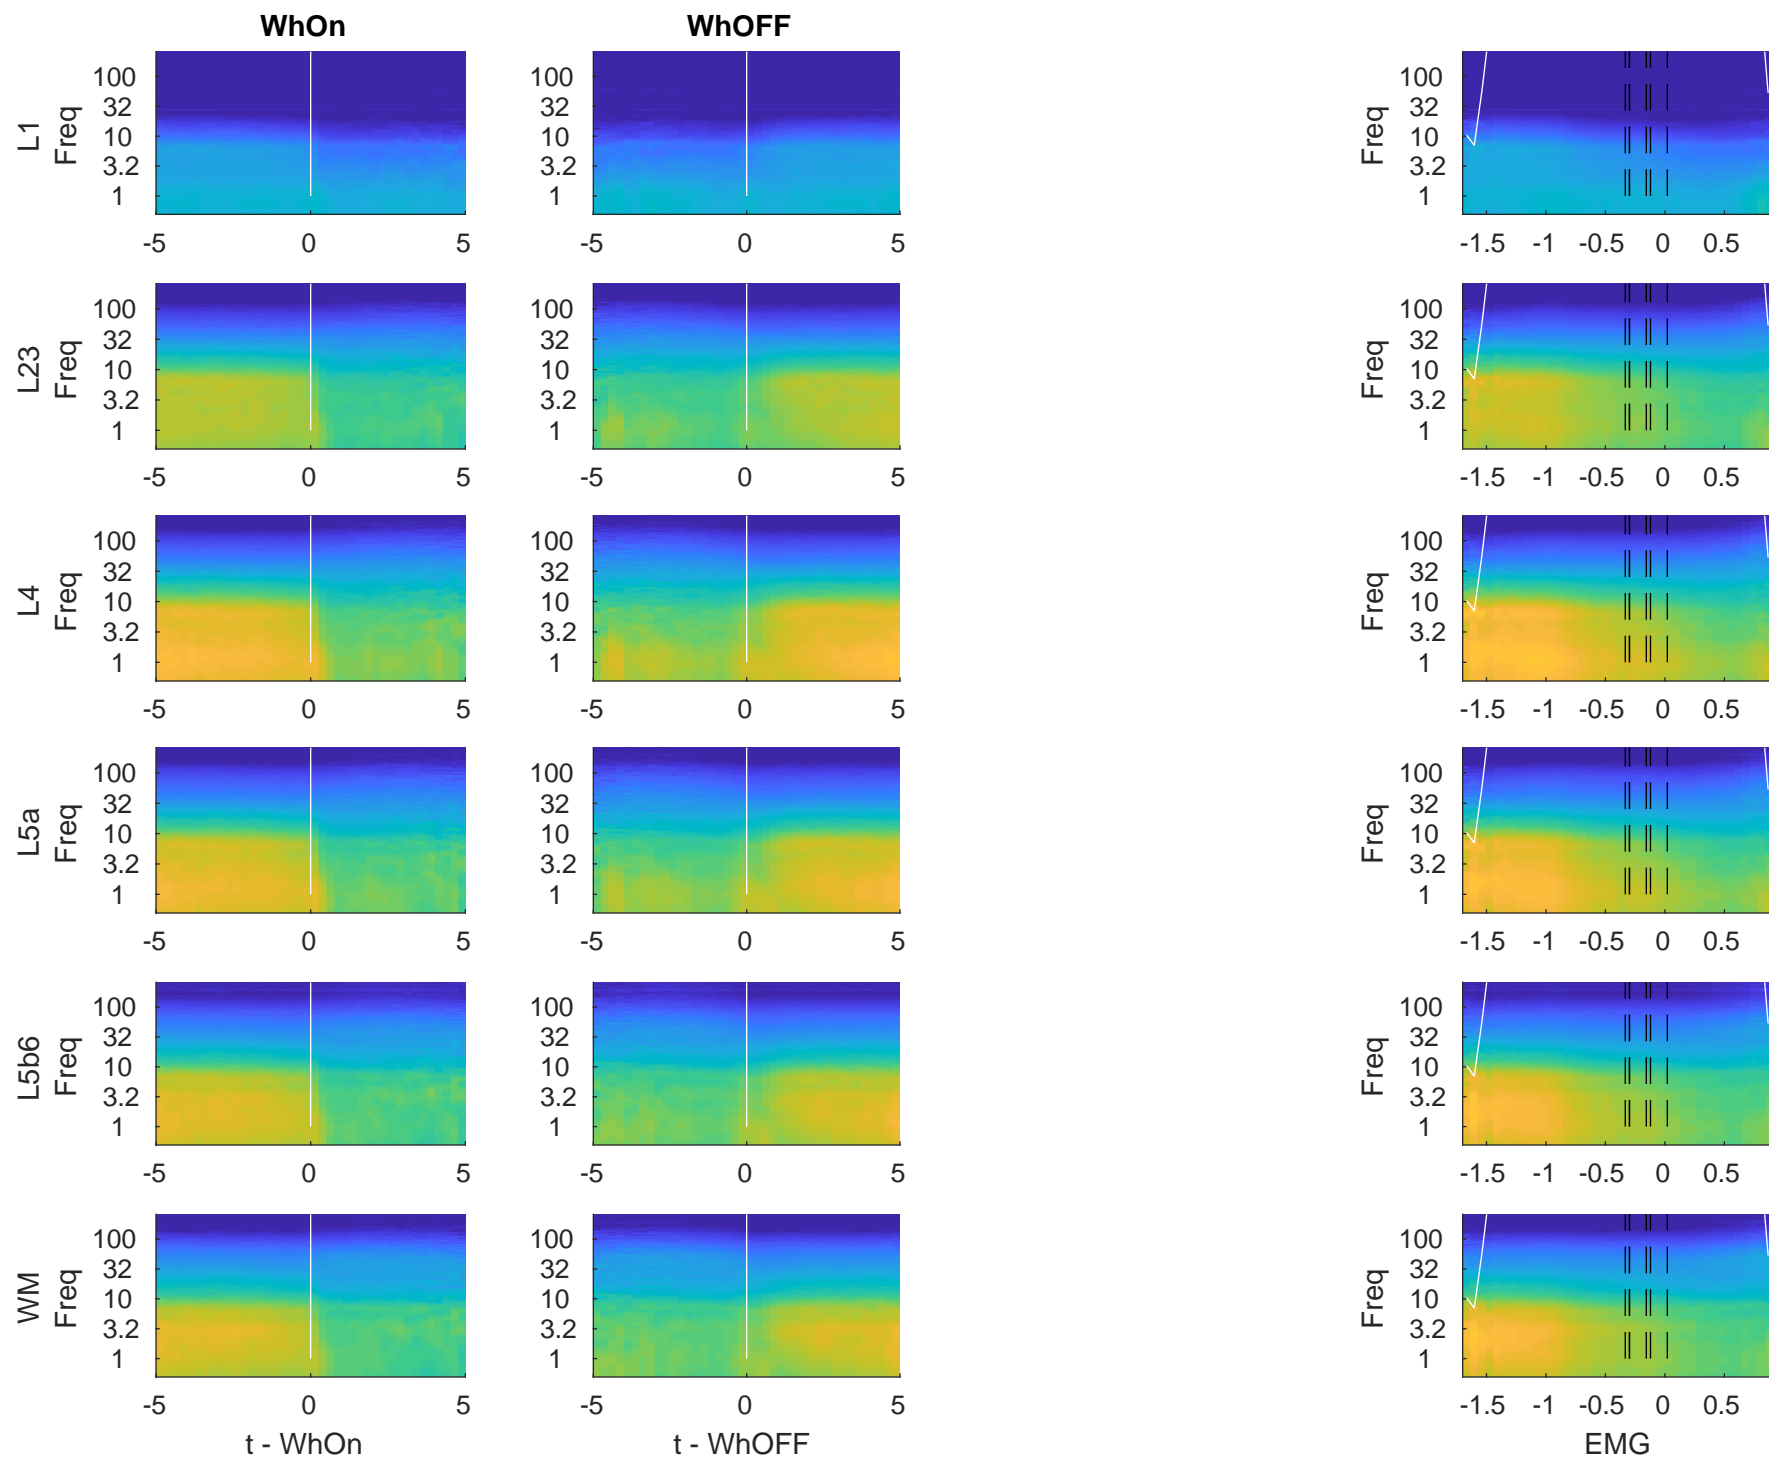 WhOn WhOFF
L1 Freq 100 32 10 3.2 1 100 32 10 3.2 1 Freq 100 32 10 3.2 1
-5 0 5 -5 0 5 -1.5 -1 -0.5 0 0.5
L23 Freq 100 32 10 3.2 1 100 32 10 3.2 1 Freq 100 32 10 3.2 1
-5 0 5 -5 0 5 -1.5 -1 -0.5 0 0.5
L4 Freq 100 32 10 3.2 1 100 32 10 3.2 1 Freq 100 32 10 3.2 1
-5 0 5 -5 0 5 -1.5 -1 -0.5 0 0.5
L5a Freq 100 32 10 3.2 1 100 32 10 3.2 1 Freq 100 32 10 3.2 1
-5 0 5 -5 0 5 -1.5 -1 -0.5 0 0.5
L5b6 Freq 100 32 10 3.2 1 100 32 10 3.2 1 Freq 100 32 10 3.2 1
-5 0 5 -5 0 5 -1.5 -1 -0.5 0 0.5
WM Freq 100 32 10 3.2 1 100 32 10 3.2 1 Freq 100 32 10 3.2 1
-5 0 5 -5 0 5 -1.5 -1 -0.5 0 0.5
t - WhOn t - WhOFF EMG